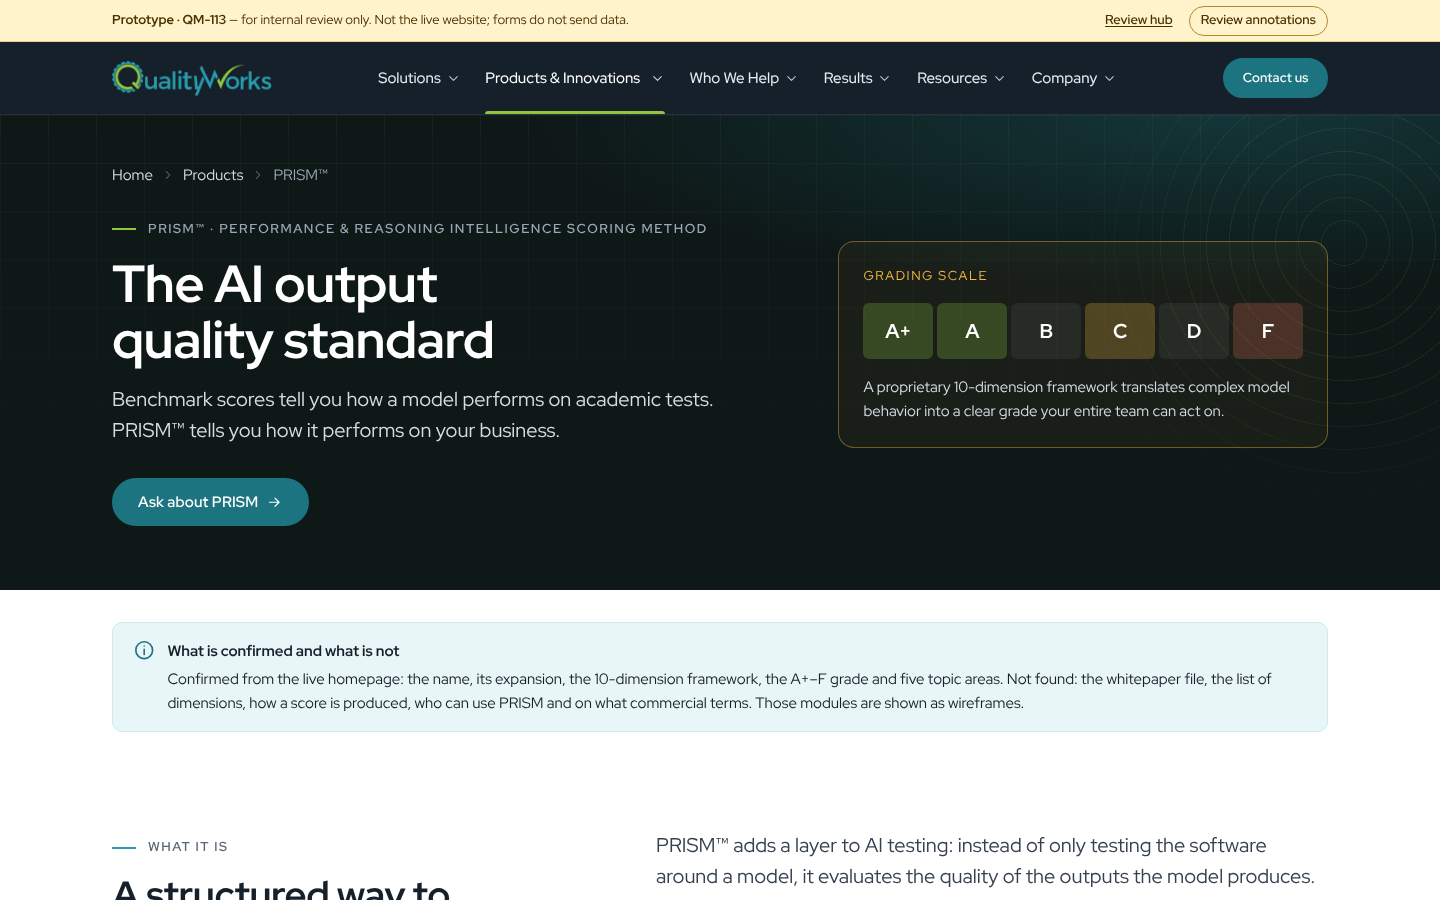 Prototype · QM-113 — for internal review only. Not the live website; forms do not send data.
Review hub
Review annotations
QualityWorks
Solutions
Products & Innovations
Who We Help
Results
Resources
Company
Contact us
Home
Products
PRISM™
PRISM™ · PERFORMANCE & REASONING INTELLIGENCE SCORING METHOD
The AI output
quality standard
Benchmark scores tell you how a model performs on academic tests.
PRISM™ tells you how it performs on your business.
Ask about PRISM →
GRADING SCALE
A+ A B C D F
A proprietary 10-dimension framework translates complex model
behavior into a clear grade your entire team can act on.
What is confirmed and what is not
Confirmed from the live homepage: the name, its expansion, the 10-dimension framework, the A+–F grade and five topic areas. Not found: the whitepaper file, the list of
dimensions, how a score is produced, who can use PRISM and on what commercial terms. Those modules are shown as wireframes.
WHAT IT IS
A structured way to
PRISM™ adds a layer to AI testing: instead of only testing the software
around a model, it evaluates the quality of the outputs the model produces.